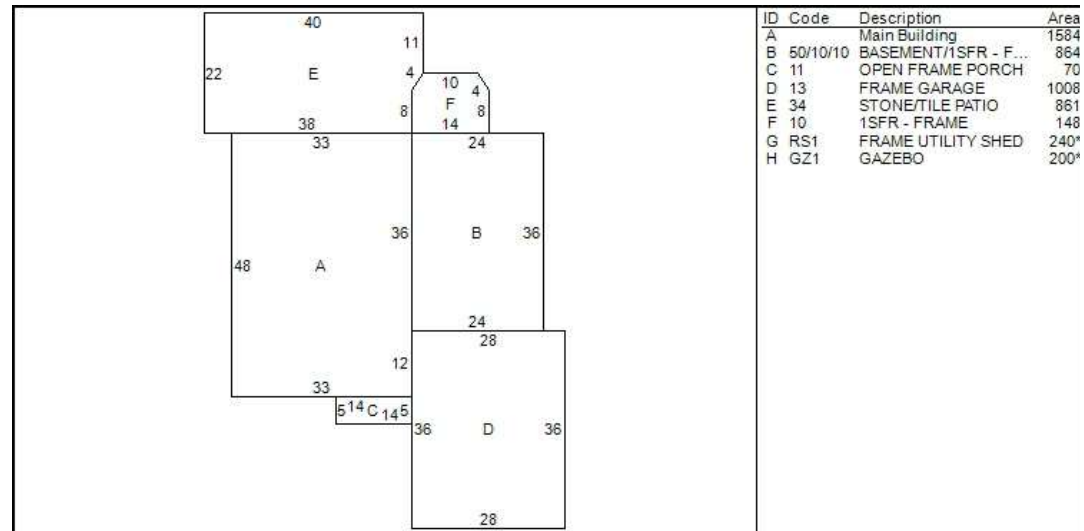 40
11
22
E
4
10
4
F
8
8
38
14
33
24
36
B
36
48
A
24
28
12
33
5 14 C 14 5
36
D
36
28
ID Code Description Area
A Main Building 1584
B 50/10/10 BASEMENT/1SFR - F... 864
C 11 OPEN FRAME PORCH 70
D 13 FRAME GARAGE 1008
E 34 STONE/TILE PATIO 861
F 10 1SFR - FRAME 148
G RS1 FRAME UTILITY SHED 240*
H GZ1 GAZEBO 200*